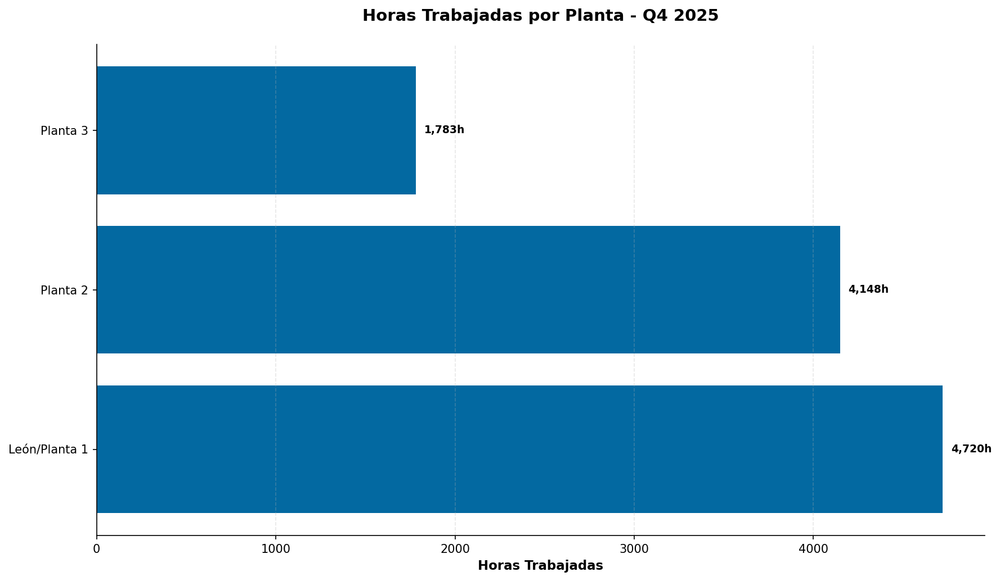 Horas Trabajadas por Planta - Q4 2025
Planta 3
1,783h
Planta 2
4,148h
León/Planta 1
4,720h
0
1000
2000
3000
4000
Horas Trabajadas